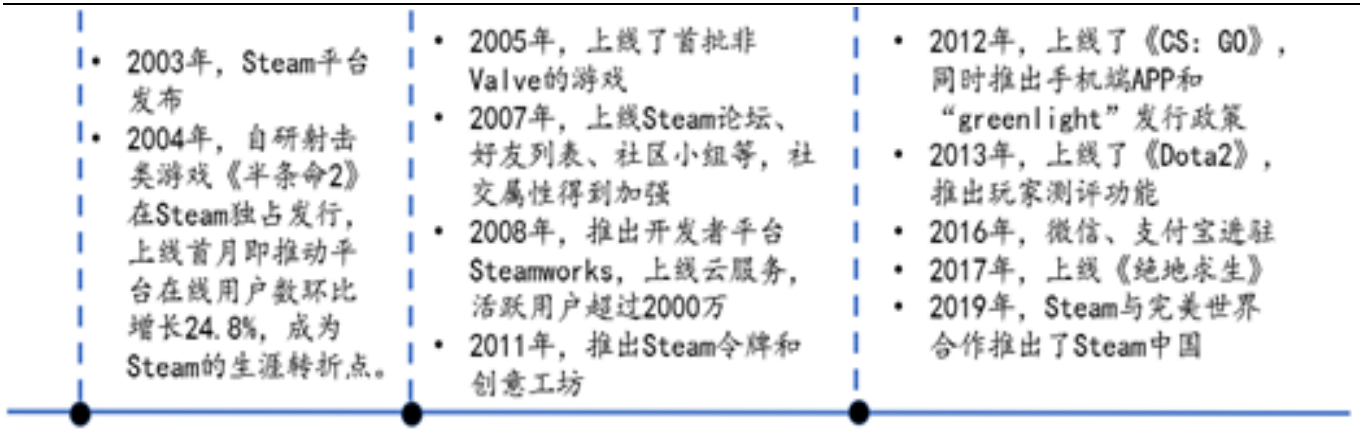 • 2003年，Steam平台
发布
• 2004年，自研射击
类游戏《半条命2》
在Steam独占发行，
上线首月即推动平
台在线用户数环比
增长24.8%，成为
Steam的生涯转折点。
• 2005年，上线了首批非
Valve的游戏
• 2007年，上线Steam论坛、
好友列表、社区小组等，社
交属性得到加强
• 2008年，推出开发者平台
Steamworks，上线云服务，
活跃用户超过2000万
• 2011年，推出Steam令牌和
创意工坊
• 2012年，上线了《CS：GO》，
同时推出手机端APP和
“greenlight”发行政策
• 2013年，上线了《Dota2》，
推出玩家测评功能
• 2016年，微信、支付宝进驻
• 2017年，上线《绝地求生》
• 2019年，Steam与完美世界
合作推出了Steam中国